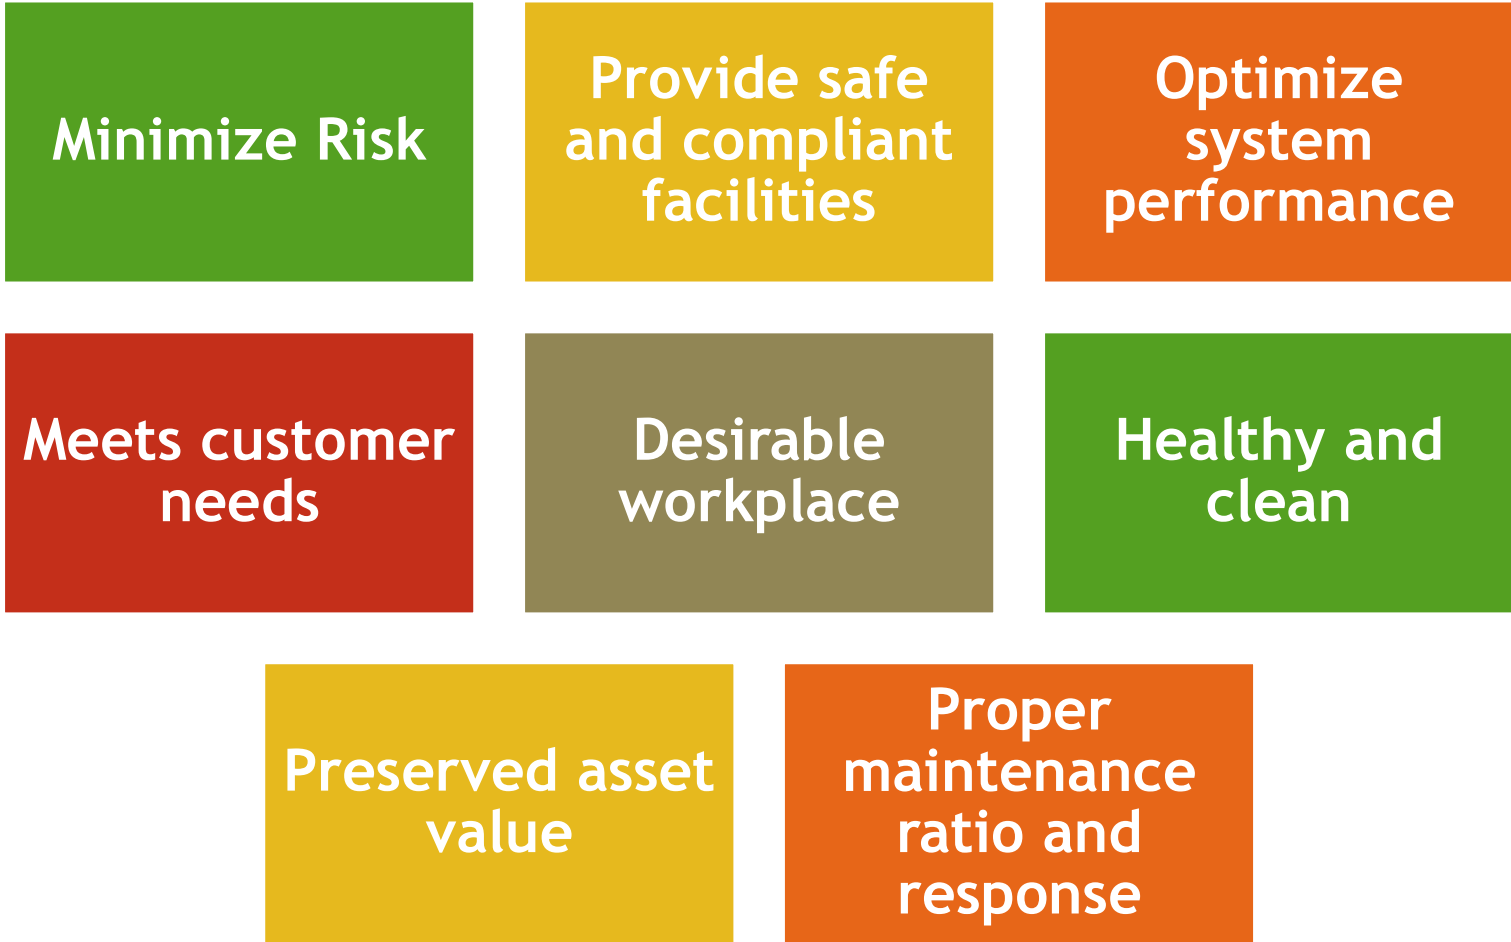 Minimize Risk
Provide safe
and compliant
facilities
Optimize
system
performance
Meets customer
needs
Desirable
workplace
Healthy and
clean
Preserved asset
value
Proper
maintenance
ratio and
response